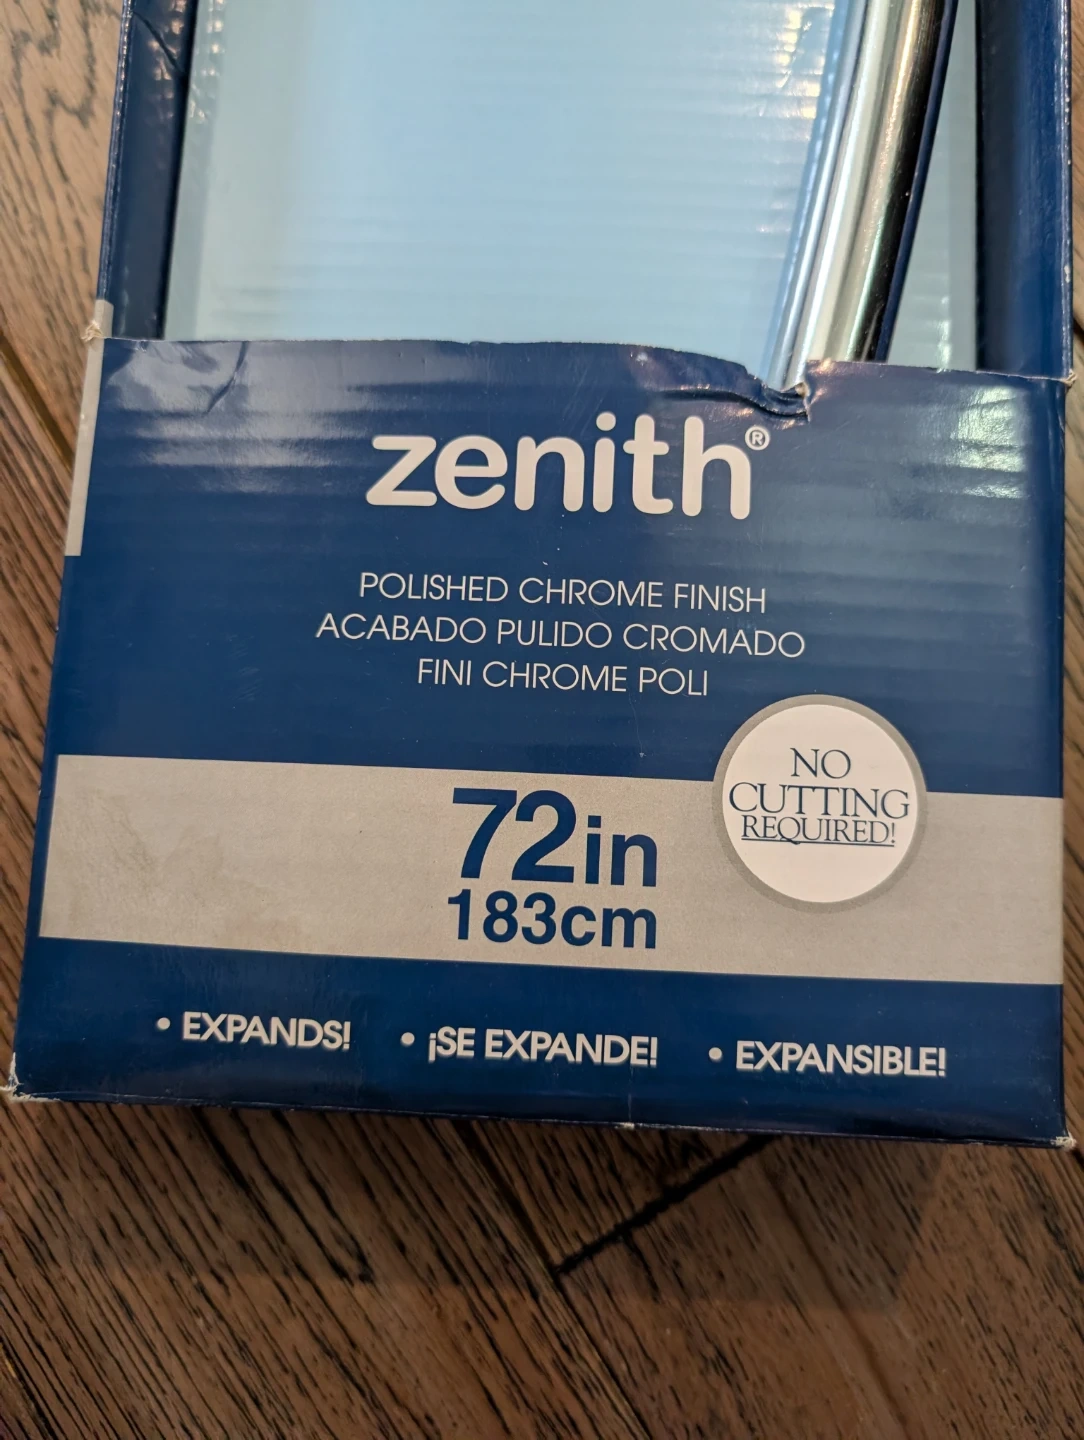 zenith®
POLISHED CHROME FINISH
ACABADO PULIDO CROMADO
FINI CHROME POLI
NO
CUTTING
REQUIRED!
72in
183cm
• EXPANDS! • ¡SE EXPANDE! • EXPANSIBLE!